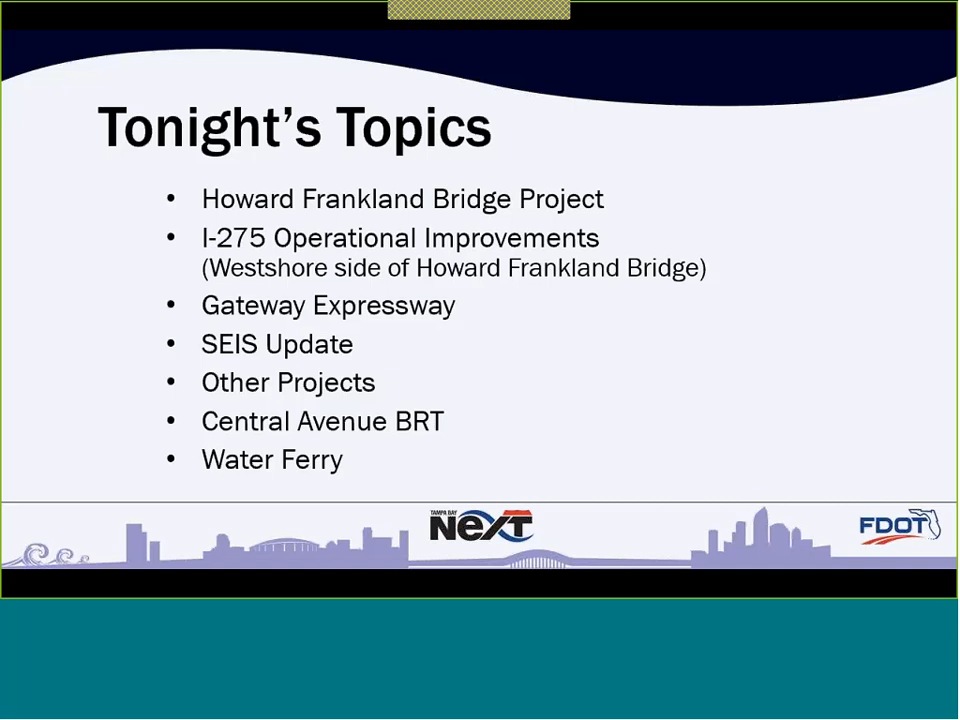 Tonight’s Topics
• Howard Frankland Bridge Project
• I-275 Operational Improvements
(Westshore side of Howard Frankland Bridge)
• Gateway Expressway
• SEIS Update
• Other Projects
• Central Avenue BRT
• Water Ferry
TAMPA BAY
NEXT
FDOT